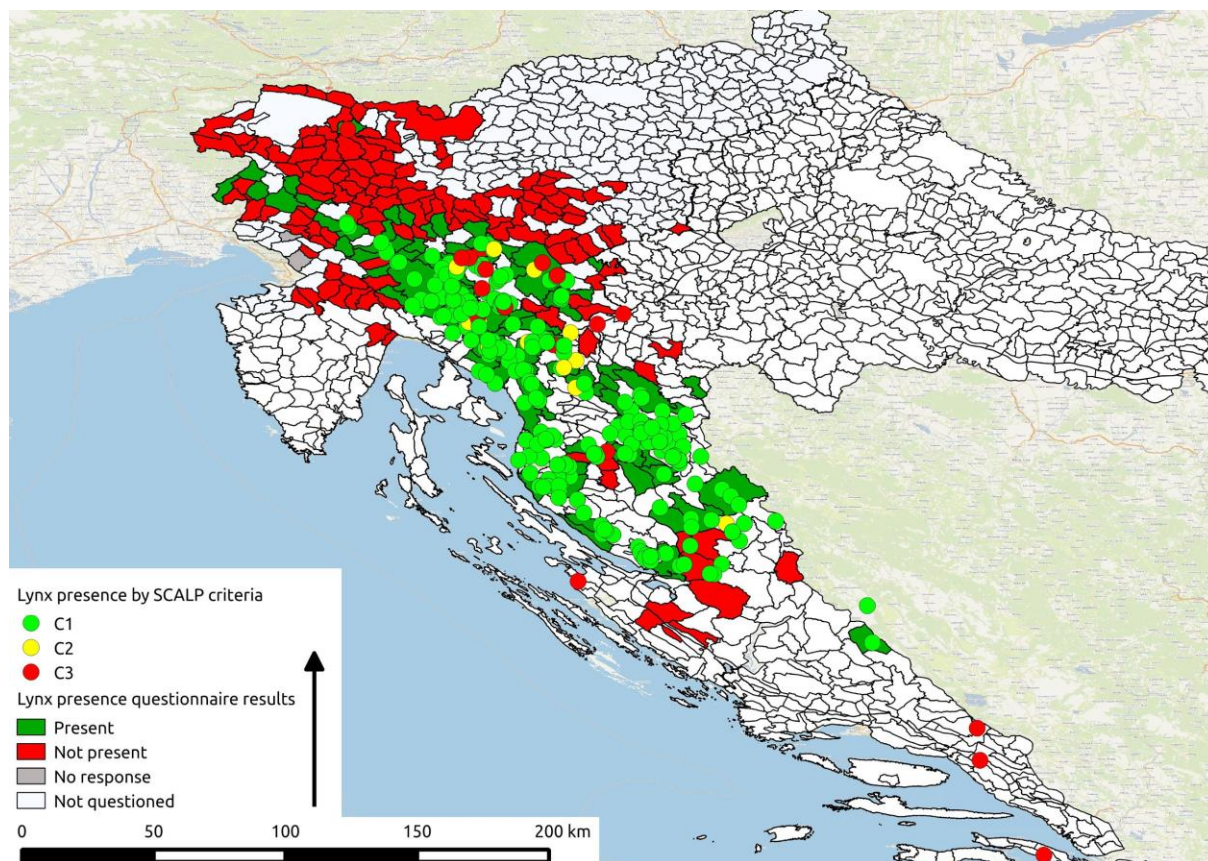 Lynx presence by SCALP criteria
C1
C2
C3
Lynx presence questionnaire results
Present
Not present
No response
Not questioned
0 50 100 150 200 km